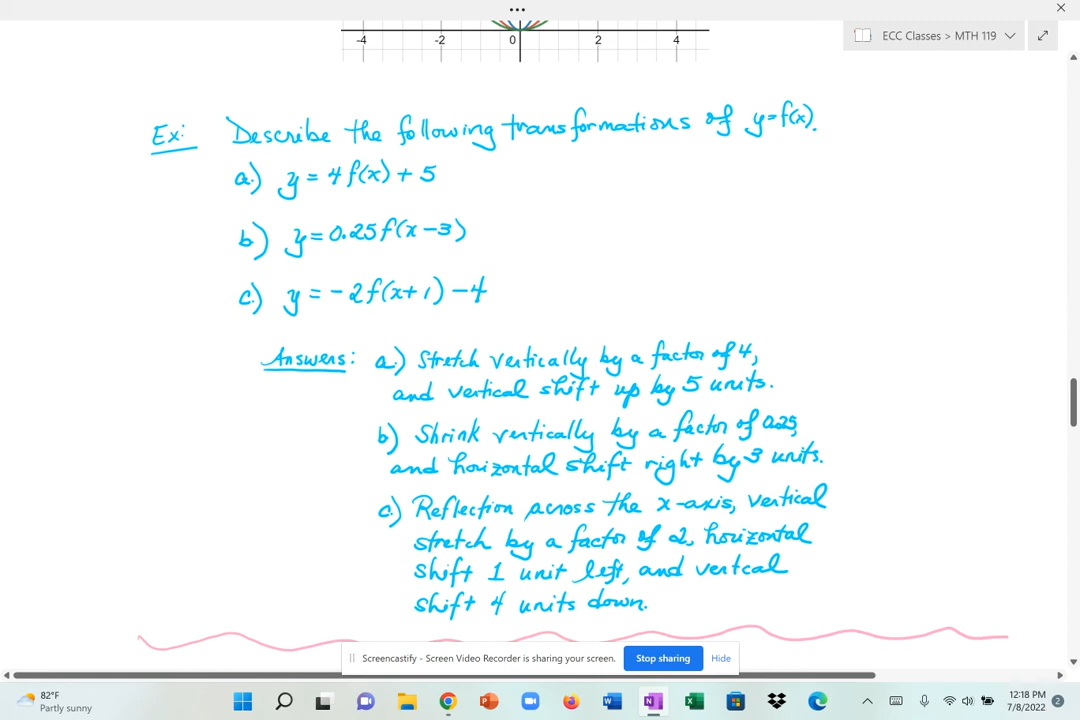 •••
ECC Classes > MTH 119
-4 -2 0 2 4
Ex: Describe the following transformations of y=f(x).
a.) y = 4f(x) + 5
b) y = 0.25f(x-3)
c.) y = -2f(x+1) -4
Answers: a.) Stretch vertically by a factor of 4,
and vertical shift up by 5 units.
b) Shrink vertically by a factor of 0.25,
and horizontal shift right by 3 units.
c.) Reflection across the x-axis, vertical
stretch by a factor of 2, horizontal
shift 1 unit left, and vertcal
shift 4 units down.
Screencastify - Screen Video Recorder is sharing your screen. Stop sharing Hide
82°F
Partly sunny
12:18 PM
7/8/2022
2